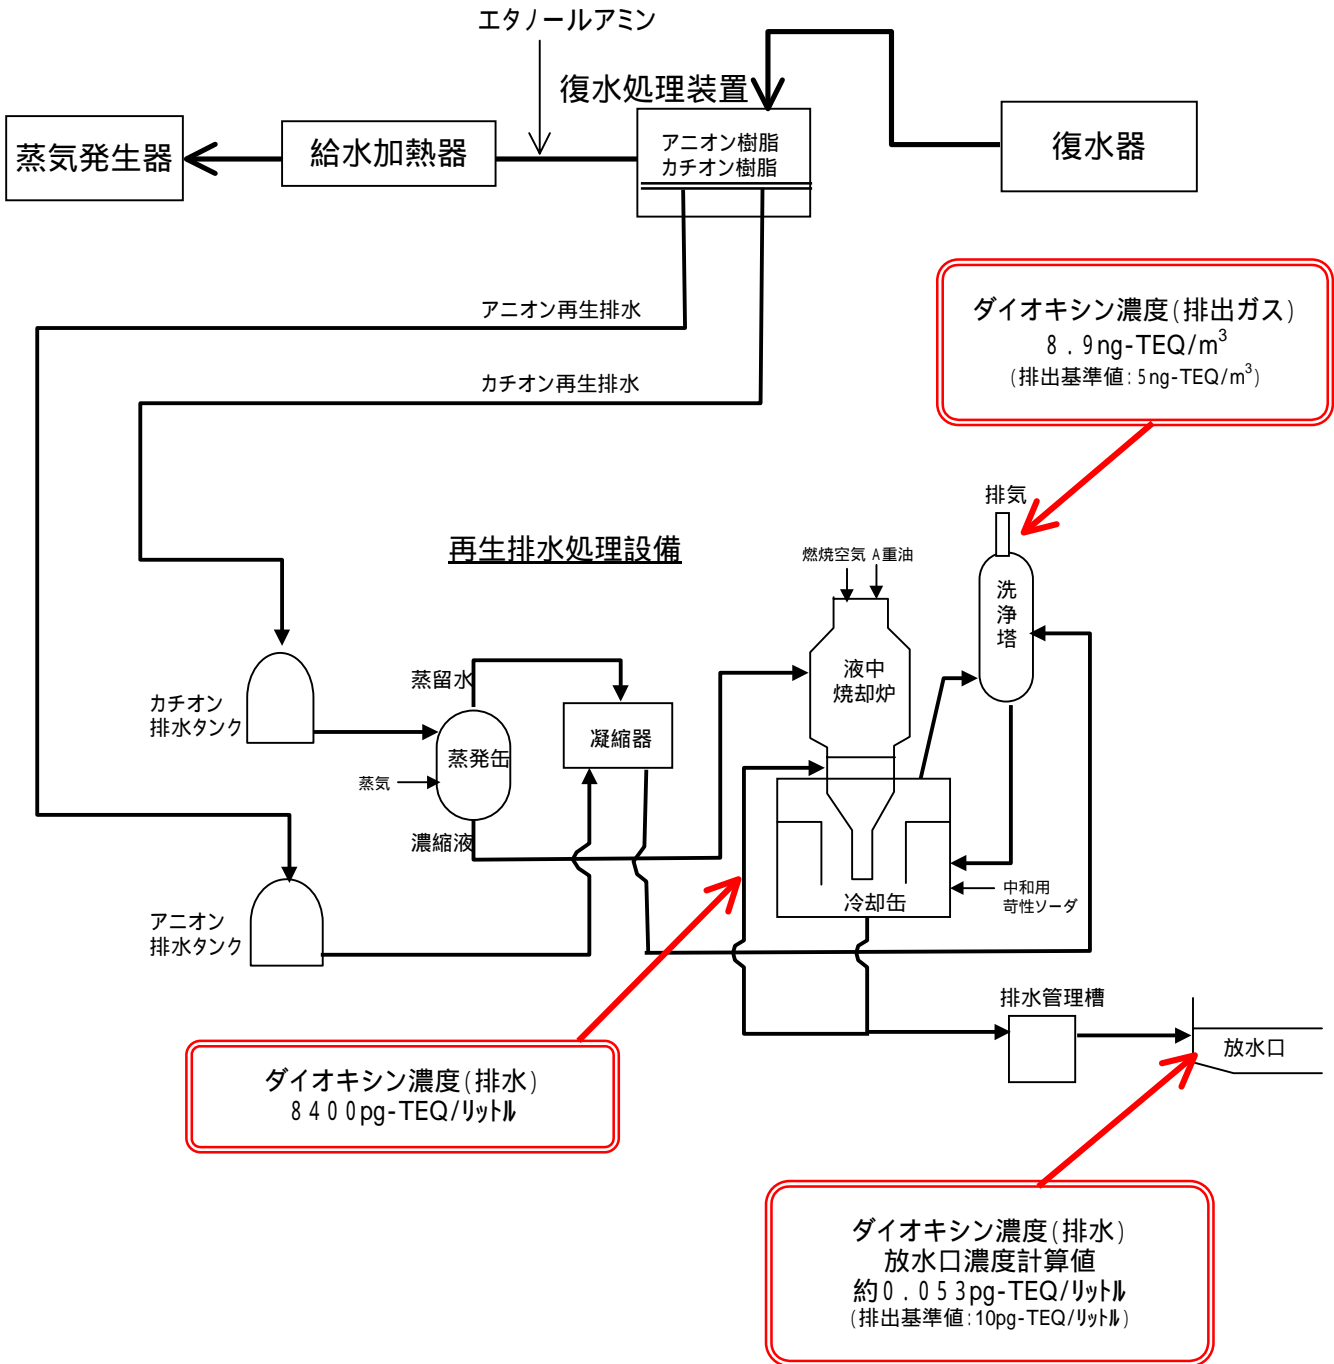 エタノールアミン
復水処理装置
蒸気発生器
給水加熱器
アニオン樹脂
カチオン樹脂
復水器
アニオン再生排水
カチオン再生排水
ダイオキシン濃度(排出ガス)
8.9ng-TEQ/m³
(排出基準値:5ng-TEQ/m³)
排気
再生排水処理設備
燃焼空気 A重油
洗浄塔
液中
焼却炉
蒸留水
カチオン
排水タンク
凝縮器
蒸発缶
蒸気
濃縮液
冷却缶
中和用
苛性ソーダ
アニオン
排水タンク
排水管理槽
放水口
ダイオキシン濃度(排水)
8400pg-TEQ/リットル
ダイオキシン濃度(排水)
放水口濃度計算値
約0.053pg-TEQ/リットル
(排出基準値:10pg-TEQ/リットル)